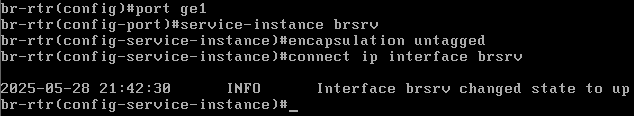 br-rtr(config)#port ge1
br-rtr(config-port)#service-instance brsrv
br-rtr(config-service-instance)#encapsulation untagged
br-rtr(config-service-instance)#connect ip interface brsrv
2025-05-28 21:42:30 INFO Interface brsrv changed state to up
br-rtr(config-service-instance)#_